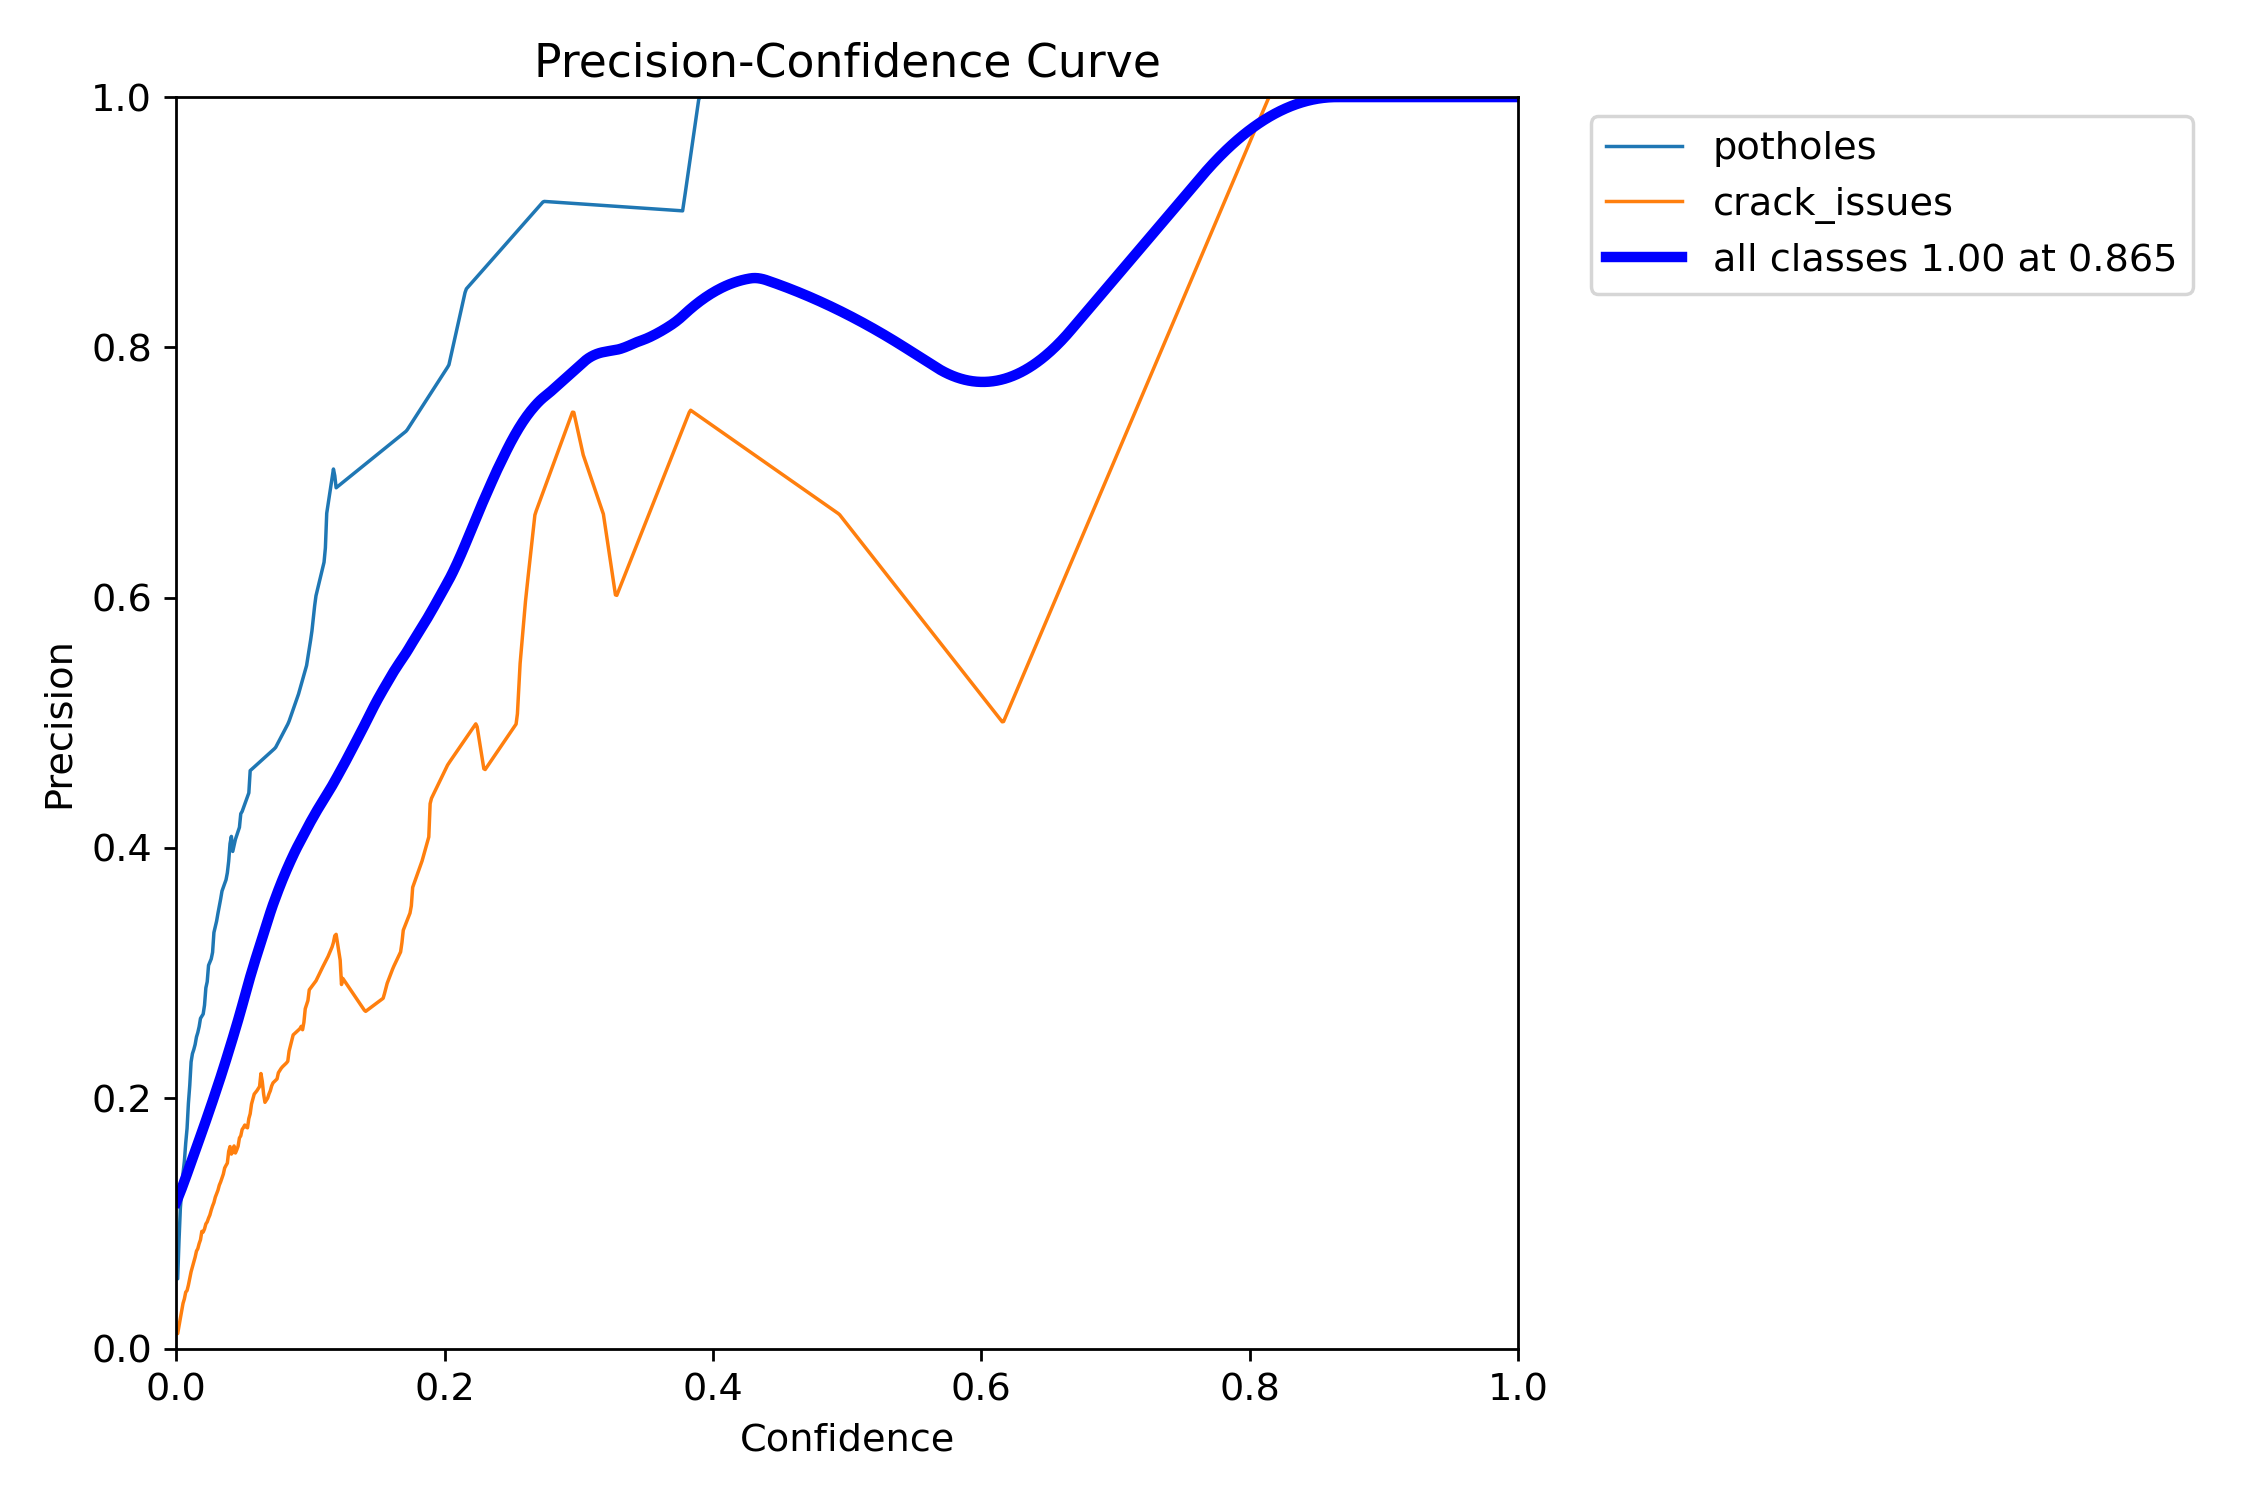 Precision-Confidence Curve
1.0
0.8
0.6
0.4
0.2
0.0
Precision
0.0 0.2 0.4 0.6 0.8 1.0
Confidence
potholes
crack_issues
all classes 1.00 at 0.865